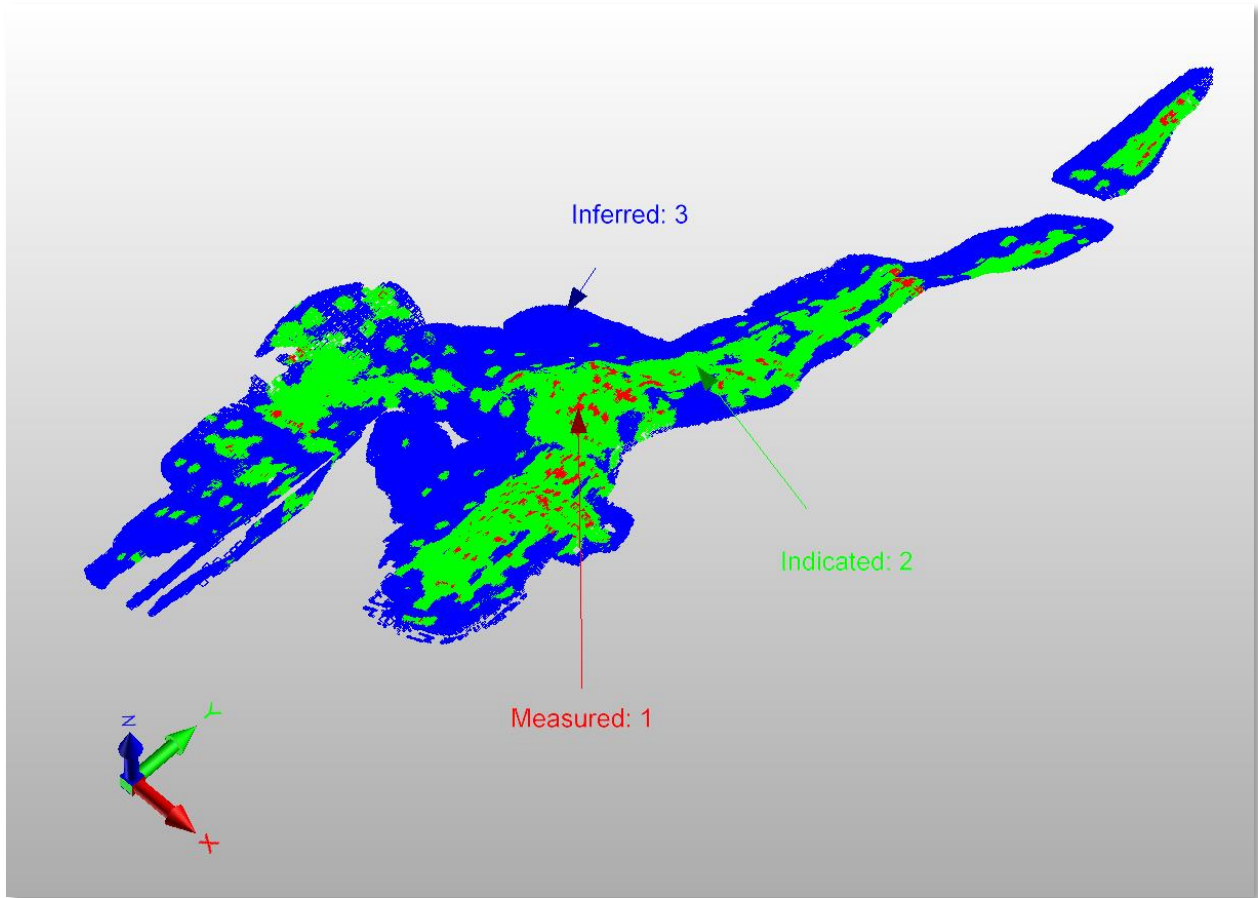 Inferred: 3
Indicated: 2
Measured: 1
Z
Y
X